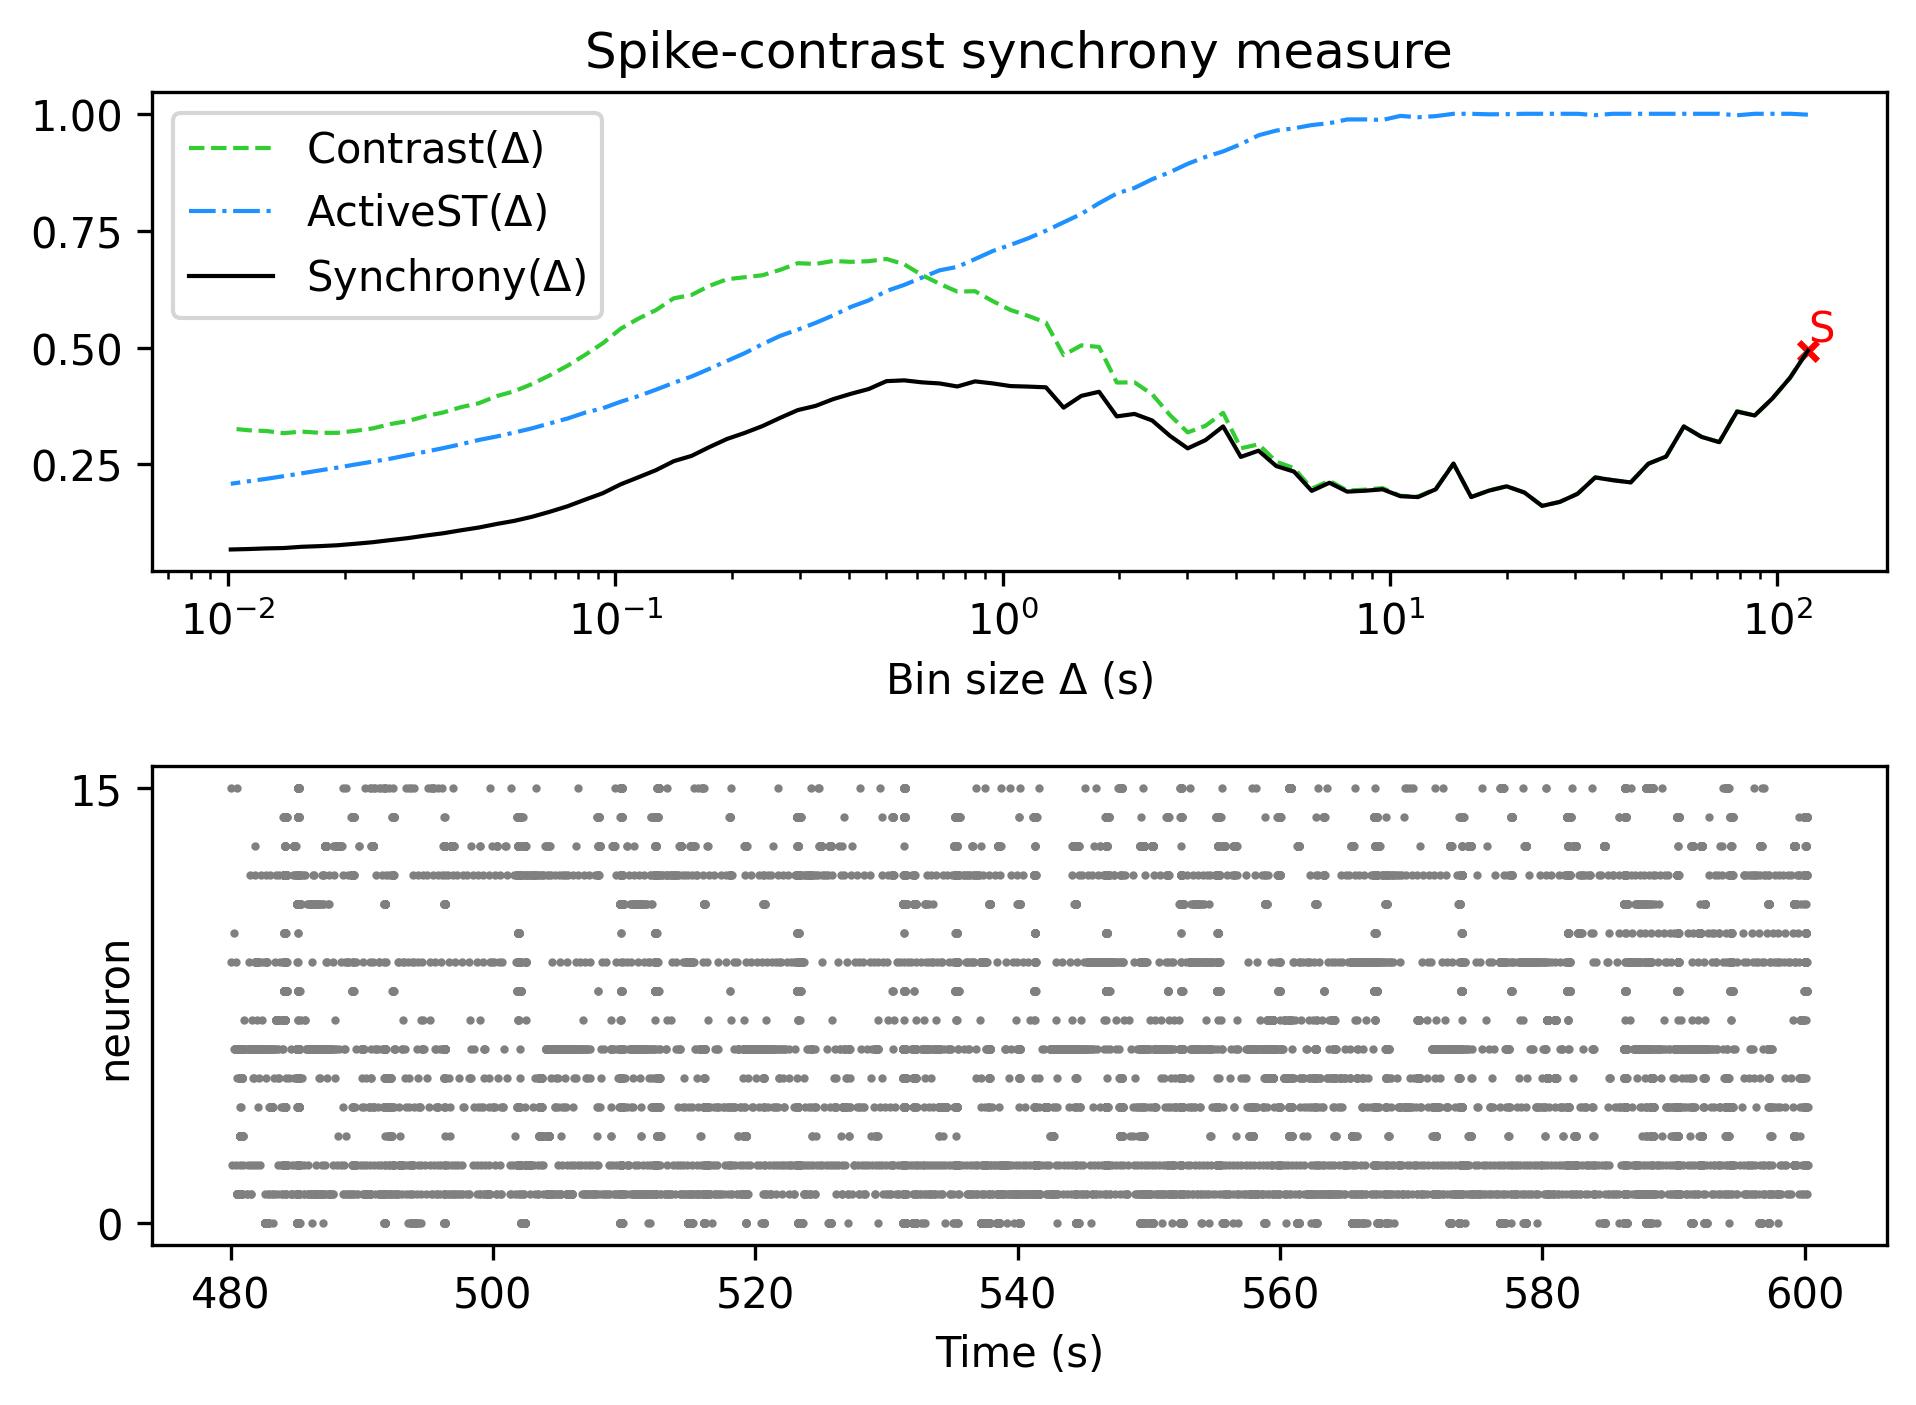 Spike-contrast synchrony measure
1.00
0.75
0.50
0.25
Contrast(Δ)
ActiveST(Δ)
Synchrony(Δ)
S
10⁻² 10⁻¹ 10⁰ 10¹ 10²
Bin size Δ (s)
15
0
neuron
480 500 520 540 560 580 600
Time (s)